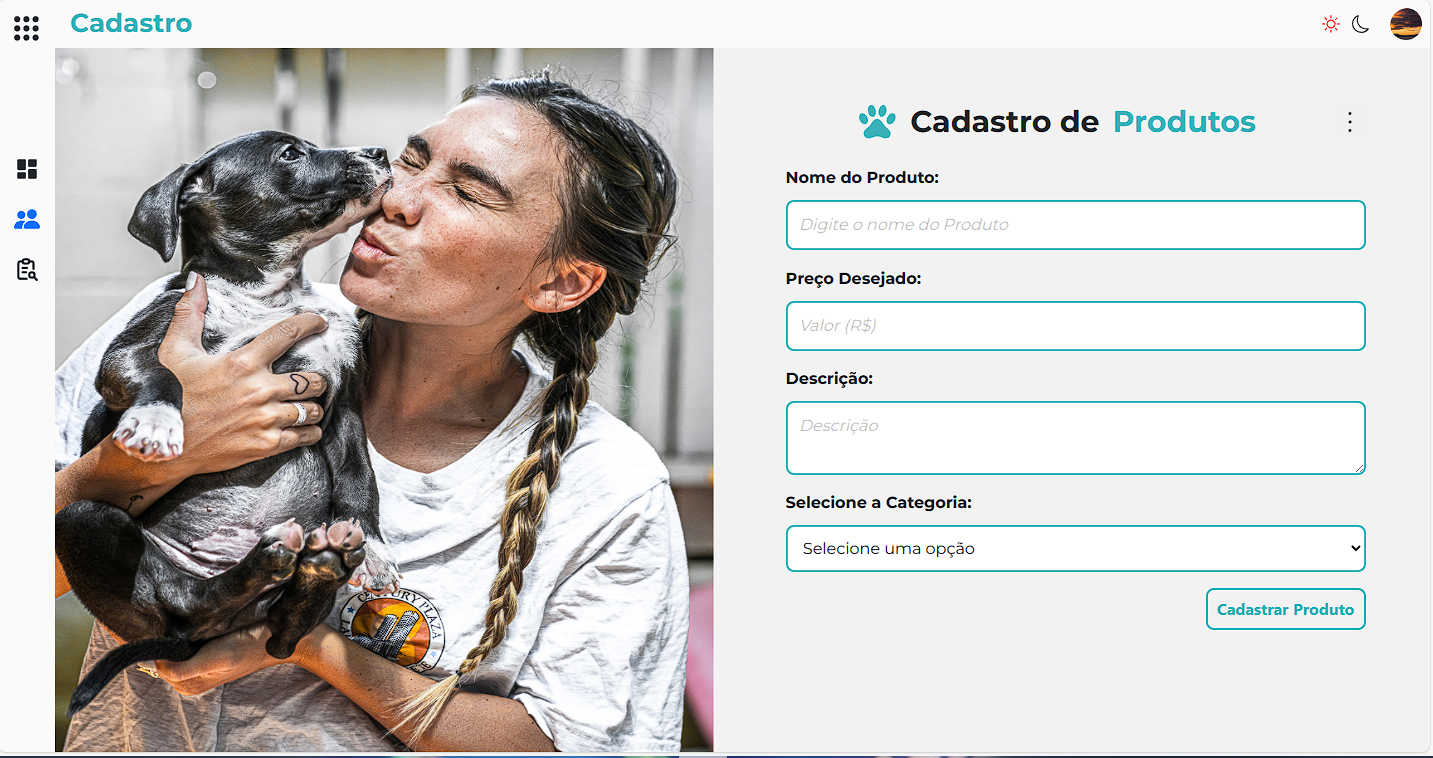 Cadastro
Cadastro de Produtos
Nome do Produto:
Digite o nome do Produto
Preço Desejado:
Valor (R$)
Descrição:
Descrição
Selecione a Categoria:
Selecione uma opção
Cadastrar Produto
CENTURY PLAZA